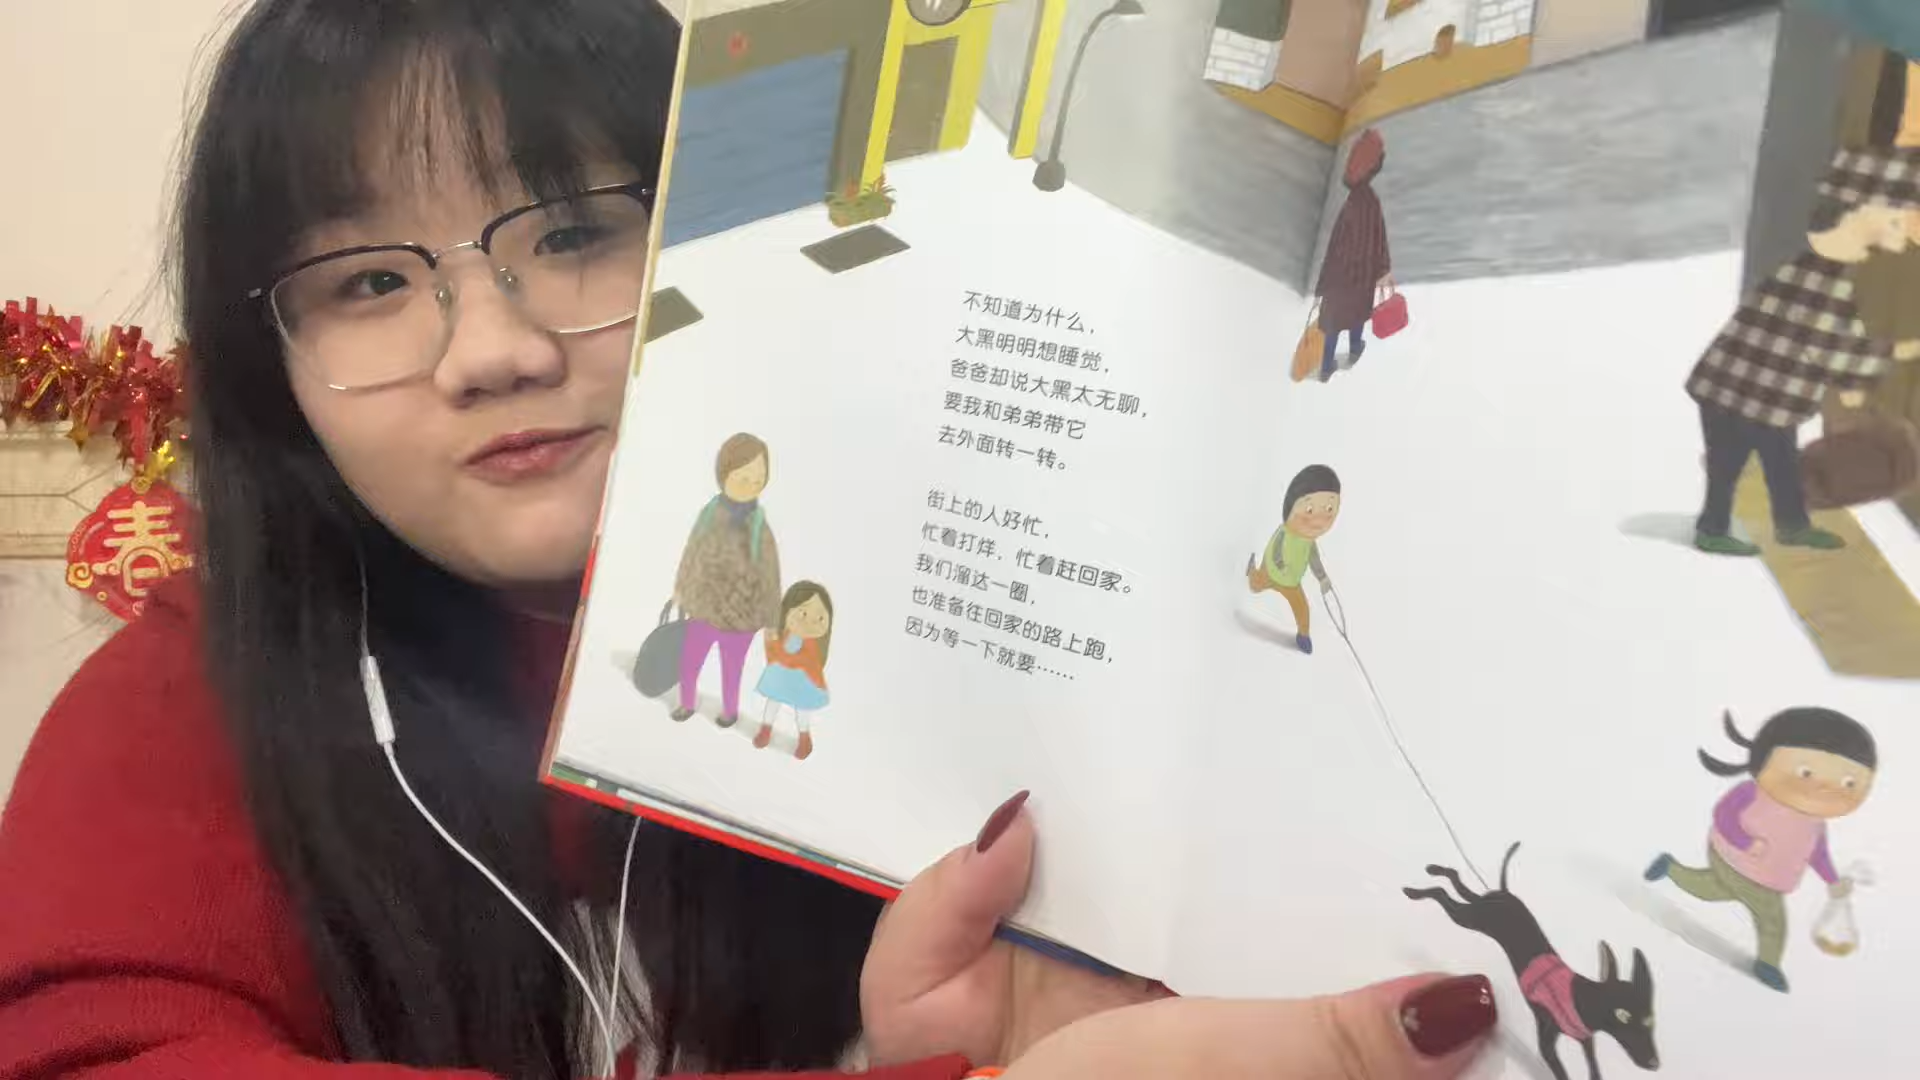 不知道为什么，
大黑明明想睡觉，
爸爸却说大黑太无聊，
要我和弟弟带它
去外面转一转。
街上的人好忙，
忙着打烊，忙着赶回家。
我们溜达一圈，
也准备往回家的路上跑，
因为等一下就要……
春